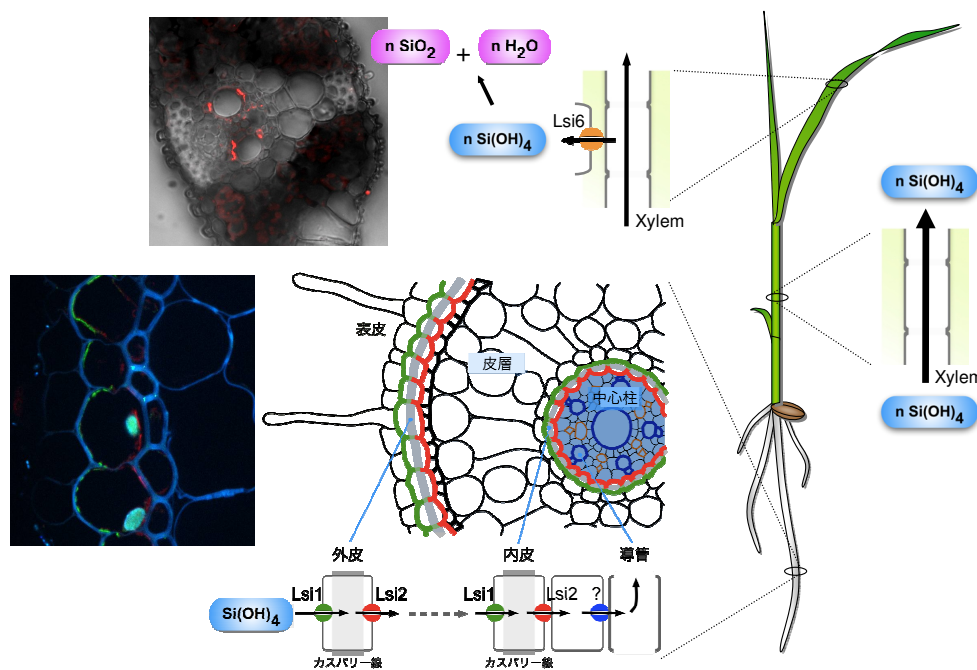 n SiO2 + n H2O
Lsi6
n Si(OH)4
Xylem
n Si(OH)4
Xylem
n Si(OH)4
表皮
皮層
中心柱
外皮
内皮
導管
Si(OH)4
Lsi1
Lsi2
Lsi1
Lsi2
?
カスパリー線
カスパリー線